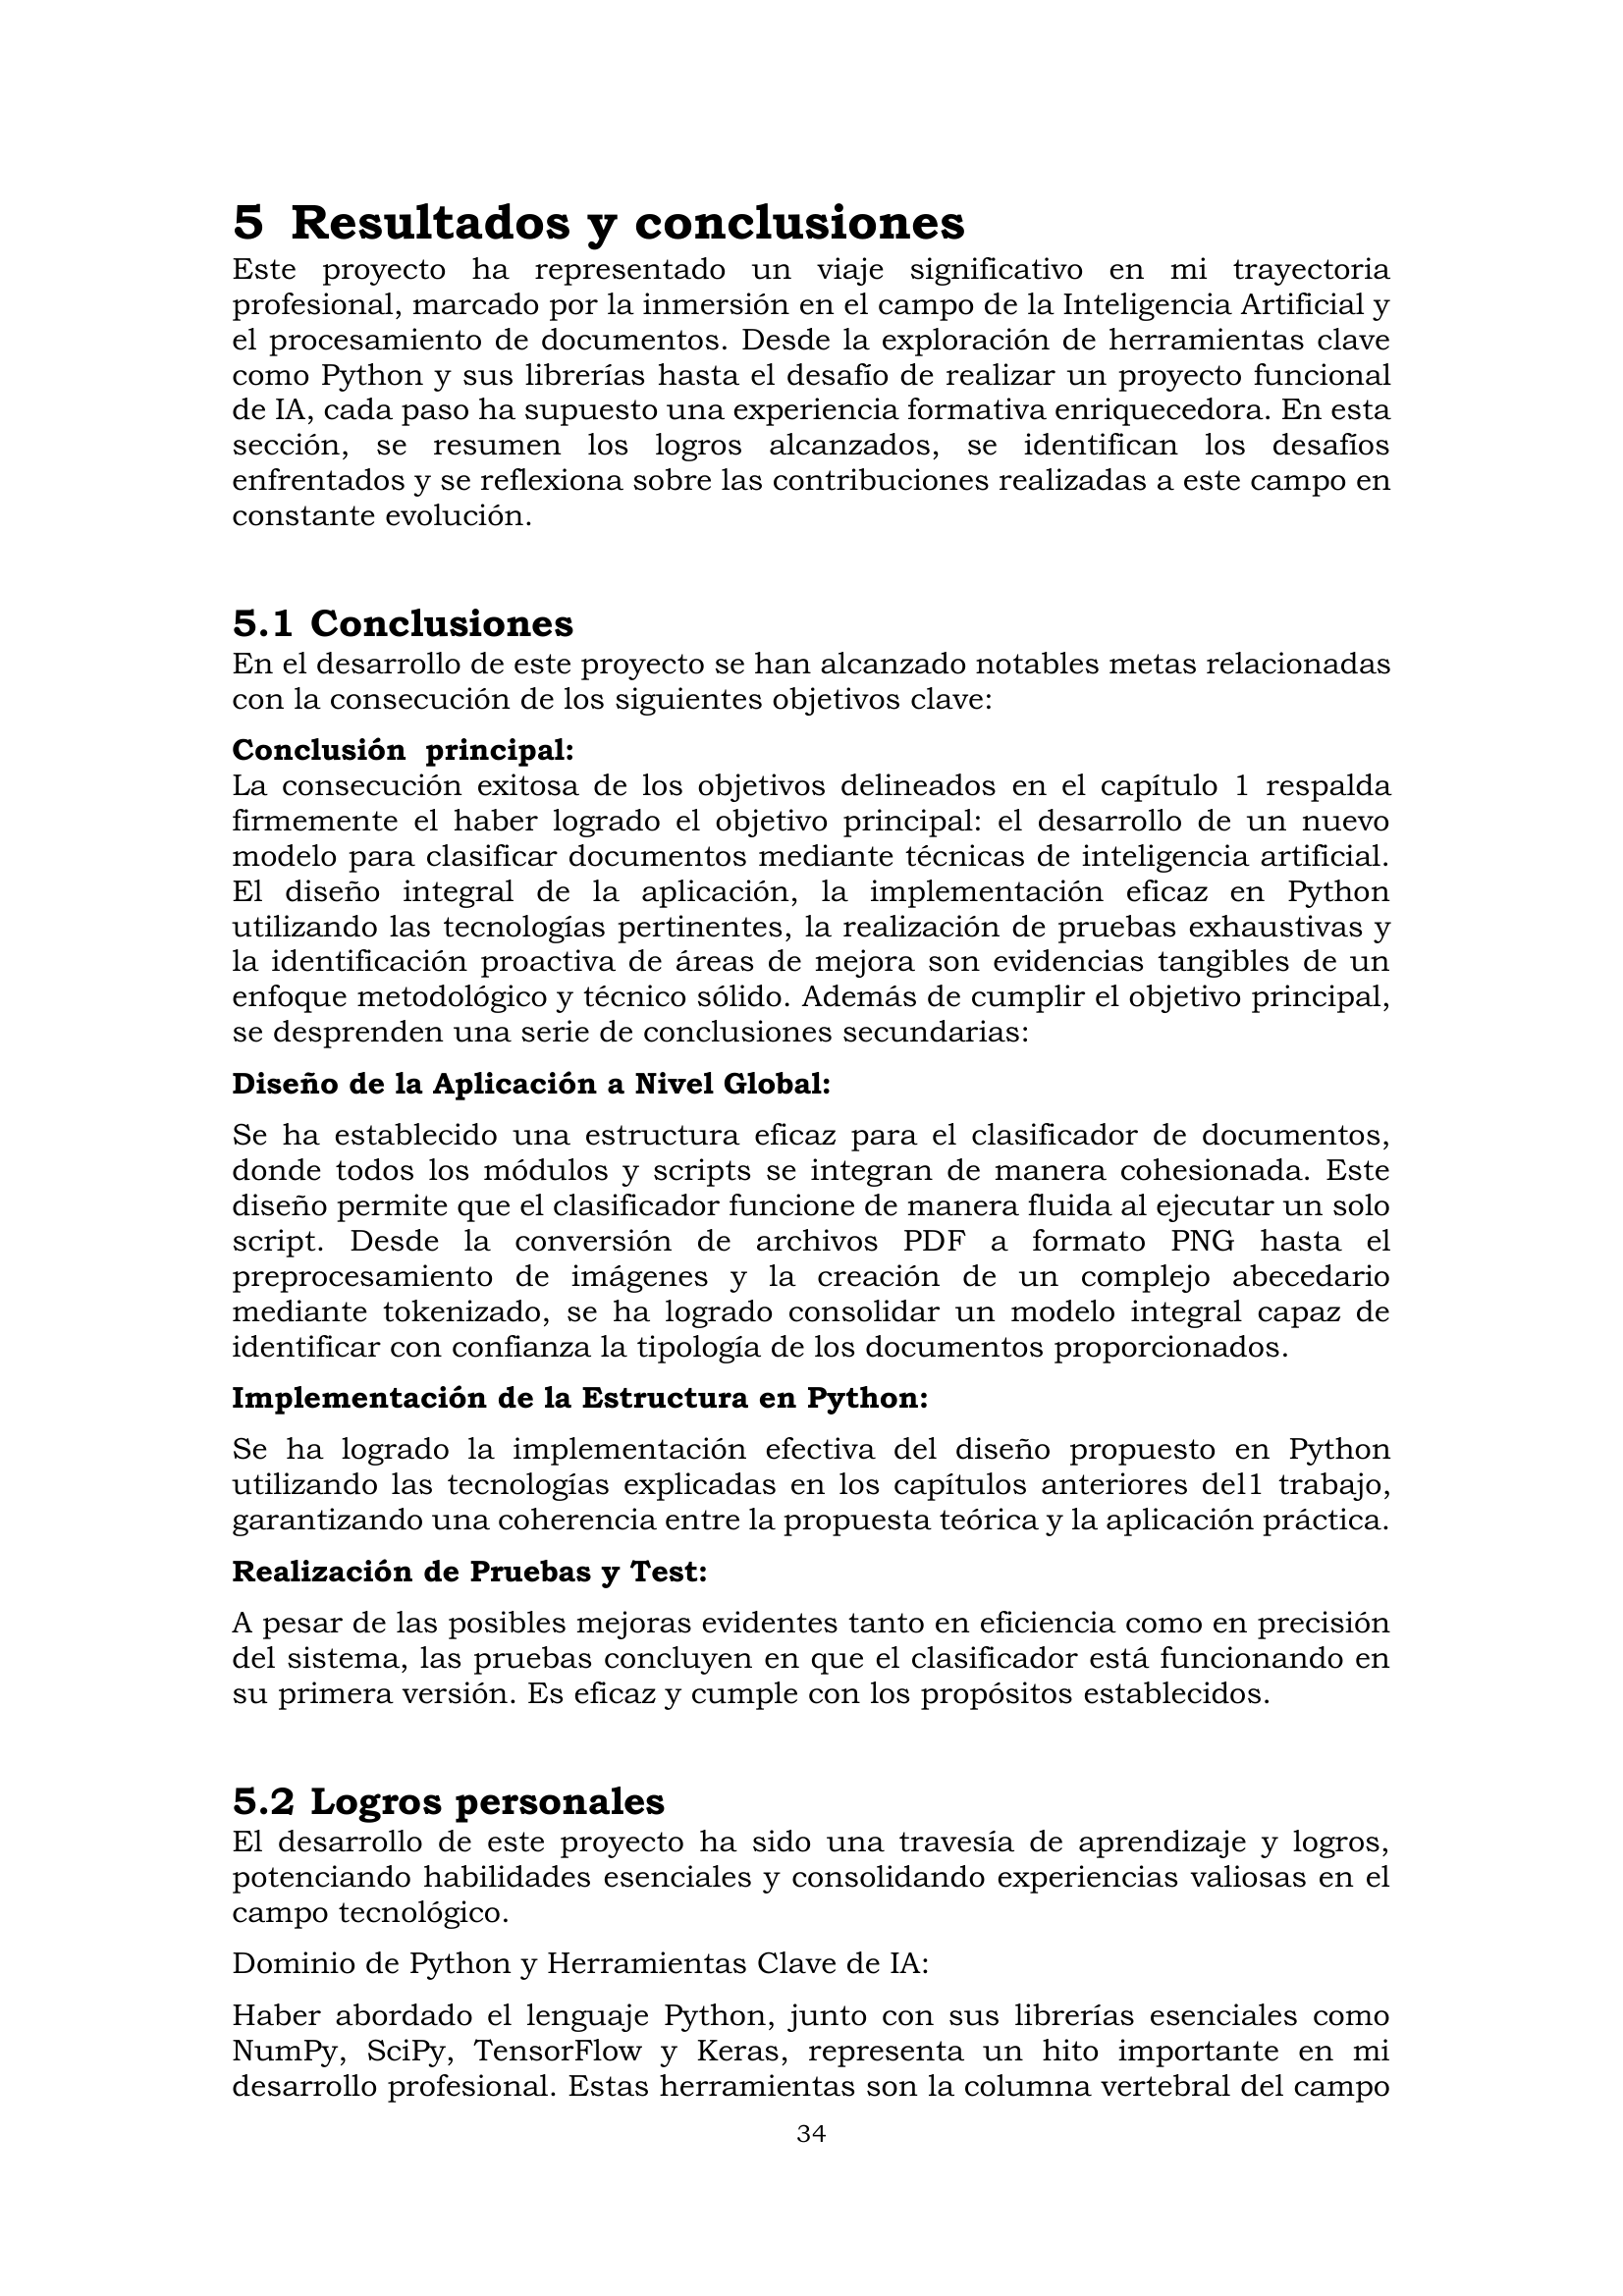 5 Resultados y conclusiones
Este proyecto ha representado un viaje significativo en mi trayectoria
profesional, marcado por la inmersión en el campo de la Inteligencia Artificial y
el procesamiento de documentos. Desde la exploración de herramientas clave
como Python y sus librerías hasta el desafío de realizar un proyecto funcional
de IA, cada paso ha supuesto una experiencia formativa enriquecedora. En esta
sección, se resumen los logros alcanzados, se identifican los desafíos
enfrentados y se reflexiona sobre las contribuciones realizadas a este campo en
constante evolución.
5.1 Conclusiones
En el desarrollo de este proyecto se han alcanzado notables metas relacionadas
con la consecución de los siguientes objetivos clave:
Conclusión principal:
La consecución exitosa de los objetivos delineados en el capítulo 1 respalda
firmemente el haber logrado el objetivo principal: el desarrollo de un nuevo
modelo para clasificar documentos mediante técnicas de inteligencia artificial.
El diseño integral de la aplicación, la implementación eficaz en Python
utilizando las tecnologías pertinentes, la realización de pruebas exhaustivas y
la identificación proactiva de áreas de mejora son evidencias tangibles de un
enfoque metodológico y técnico sólido. Además de cumplir el objetivo principal,
se desprenden una serie de conclusiones secundarias:
Diseño de la Aplicación a Nivel Global:
Se ha establecido una estructura eficaz para el clasificador de documentos,
donde todos los módulos y scripts se integran de manera cohesionada. Este
diseño permite que el clasificador funcione de manera fluida al ejecutar un solo
script. Desde la conversión de archivos PDF a formato PNG hasta el
preprocesamiento de imágenes y la creación de un complejo abecedario
mediante tokenizado, se ha logrado consolidar un modelo integral capaz de
identificar con confianza la tipología de los documentos proporcionados.
Implementación de la Estructura en Python:
Se ha logrado la implementación efectiva del diseño propuesto en Python
utilizando las tecnologías explicadas en los capítulos anteriores del1 trabajo,
garantizando una coherencia entre la propuesta teórica y la aplicación práctica.
Realización de Pruebas y Test:
A pesar de las posibles mejoras evidentes tanto en eficiencia como en precisión
del sistema, las pruebas concluyen en que el clasificador está funcionando en
su primera versión. Es eficaz y cumple con los propósitos establecidos.
5.2 Logros personales
El desarrollo de este proyecto ha sido una travesía de aprendizaje y logros,
potenciando habilidades esenciales y consolidando experiencias valiosas en el
campo tecnológico.
Dominio de Python y Herramientas Clave de IA:
Haber abordado el lenguaje Python, junto con sus librerías esenciales como
NumPy, SciPy, TensorFlow y Keras, representa un hito importante en mi
desarrollo profesional. Estas herramientas son la columna vertebral del campo
34